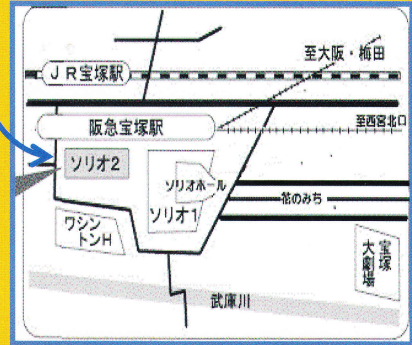 至大阪・梅田
JR宝塚駅
阪急宝塚駅
至西宮北口
ソリオ2
ソリオホール
ソリオ1
花のみち
ワシン
トンH
宝塚
大劇場
武庫川